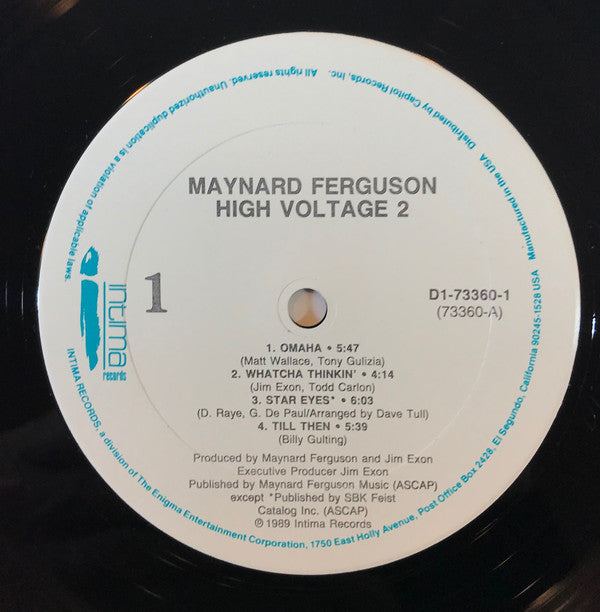 MAYNARD FERGUSON
HIGH VOLTAGE 2
1
intima
records
D1-73360-1
(73360-A)
1. OMAHA • 5:47
(Matt Wallace, Tony Gulizia)
2. WHATCHA THINKIN' • 4:14
(Jim Exon, Todd Carlon)
3. STAR EYES* • 6:03
(D. Raye, G. De Paul/Arranged by Dave Tull)
4. TILL THEN • 5:39
(Billy Gulting)
Produced by Maynard Ferguson and Jim Exon
Executive Producer Jim Exon
Published by Maynard Ferguson Music (ASCAP)
except *Published by SBK Feist
Catalog Inc. (ASCAP)
℗ 1989 Intima Records
INTIMA RECORDS, a division of The Enigma Entertainment Corporation, 1750 East Holly Avenue, Post Office Box 2428, El Segundo, California 90245-1528 USA Manufactured in the USA Distributed by Capitol Records, Inc. All rights reserved. Unauthorized duplication is a violation of applicable laws.